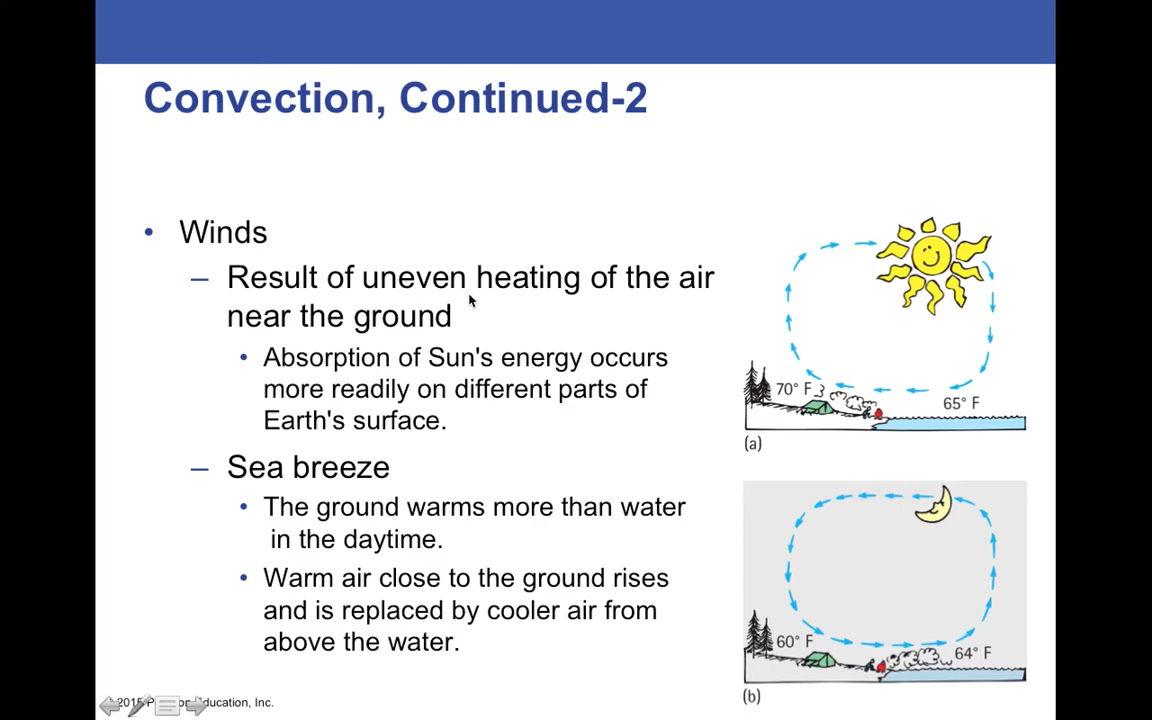 Convection, Continued-2
• Winds
– Result of uneven heating of the air
near the ground
• Absorption of Sun's energy occurs
more readily on different parts of
Earth's surface.
– Sea breeze
• The ground warms more than water
in the daytime.
• Warm air close to the ground rises
and is replaced by cooler air from
above the water.
70° F
65° F
(a)
60° F
64° F
(b)
Education, Inc.